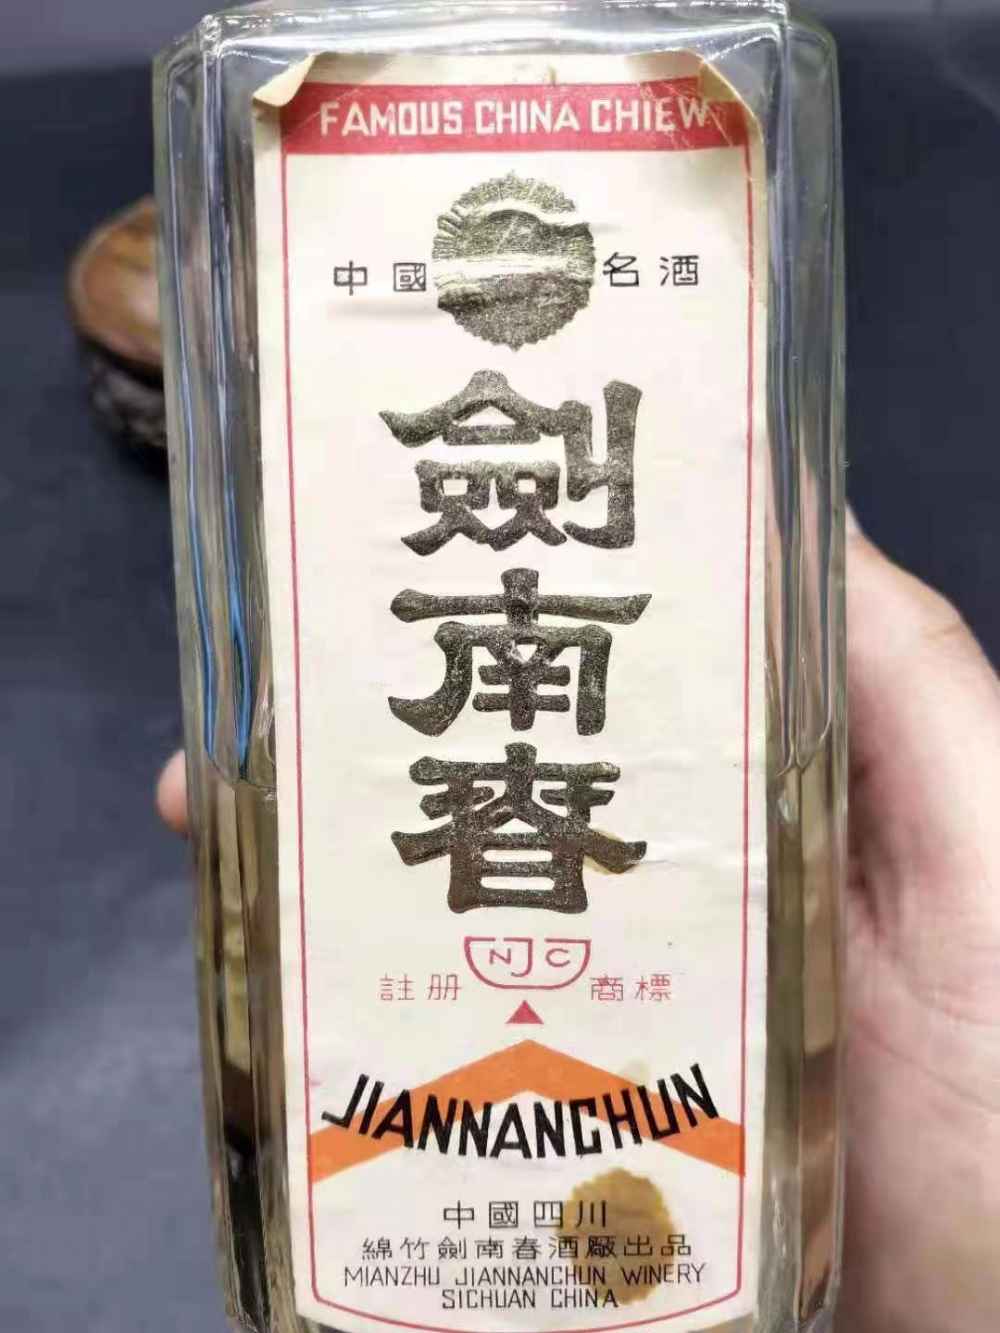 FAMOUS CHINA CHIEW
中國 名酒
劍南春
NJC
註册 商標
JIANNANCHUN
中國四川
綿竹劍南春酒廠出品
MIANZHU JIANNANCHUN WINERY
SICHUAN CHINA